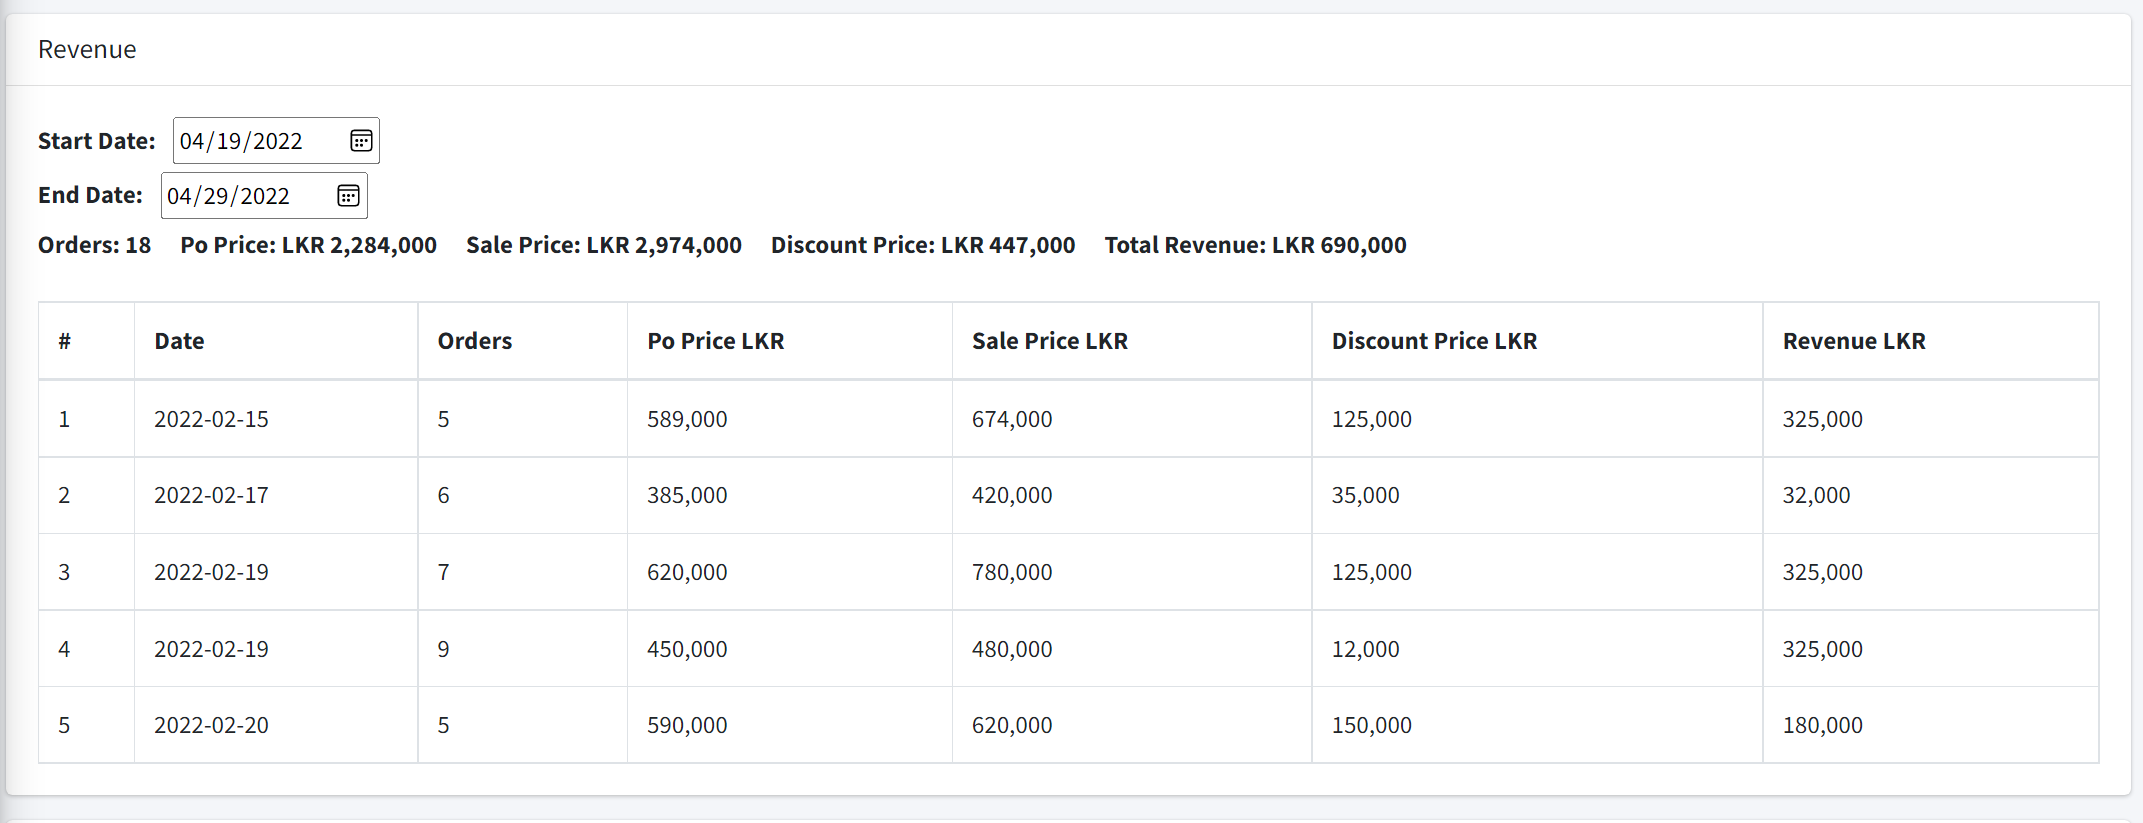 Revenue
Start Date: 04/19/2022
End Date: 04/29/2022
Orders: 18 Po Price: LKR 2,284,000 Sale Price: LKR 2,974,000 Discount Price: LKR 447,000 Total Revenue: LKR 690,000
# Date Orders Po Price LKR Sale Price LKR Discount Price LKR Revenue LKR
1 2022-02-15 5 589,000 674,000 125,000 325,000
2 2022-02-17 6 385,000 420,000 35,000 32,000
3 2022-02-19 7 620,000 780,000 125,000 325,000
4 2022-02-19 9 450,000 480,000 12,000 325,000
5 2022-02-20 5 590,000 620,000 150,000 180,000